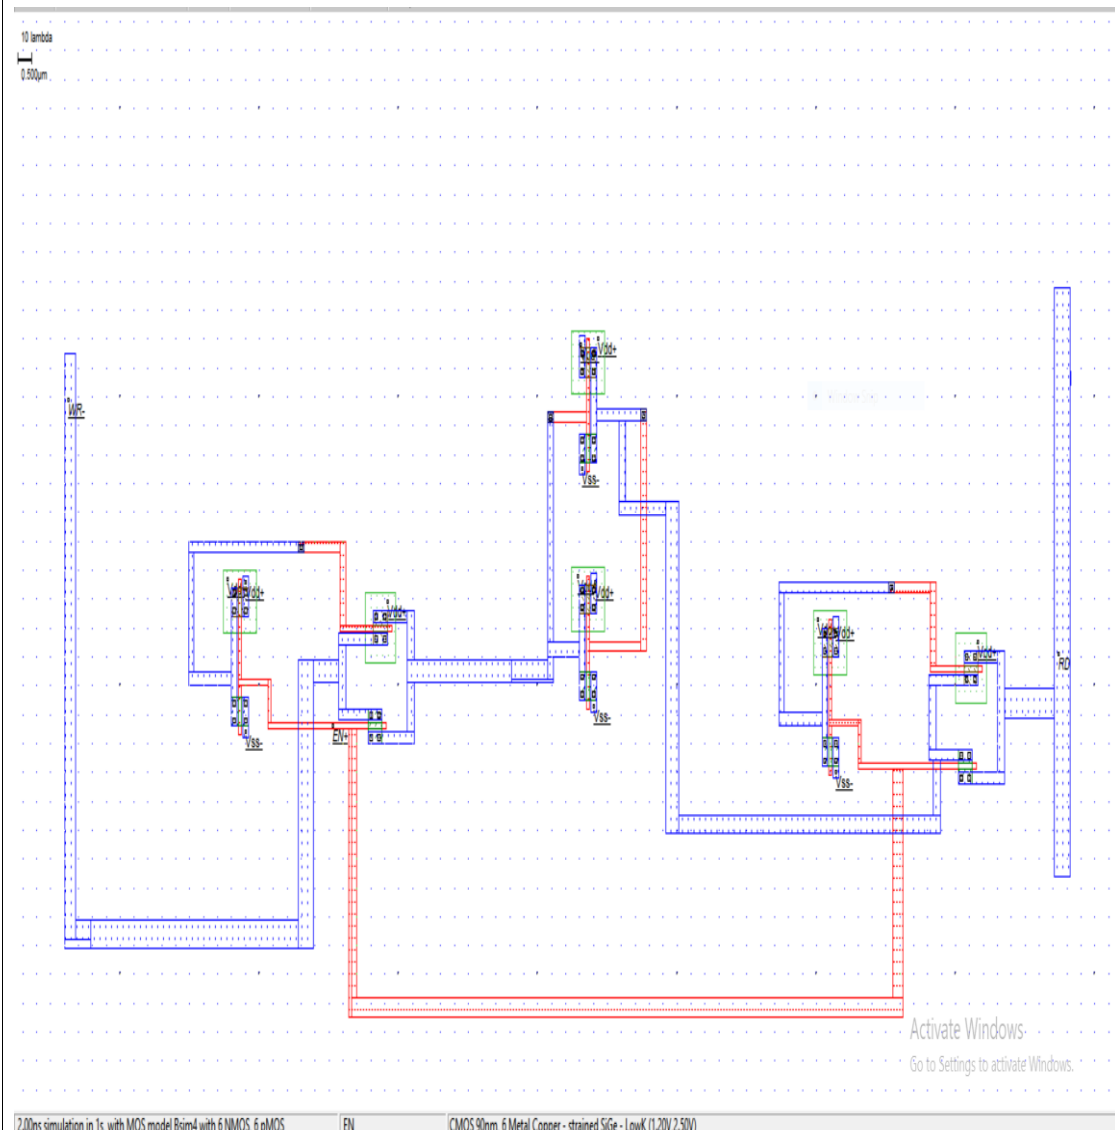 10 lambda
0.500µm
Vdd+
WR-
Vss-
Vdd+
Vdd+
Vdd+
Vdd+
Vdd+
RD
Vss-
EN+
Vss-
Vss-
Activate Windows
Go to Settings to activate Windows.
2.00ns simulation in 1s, with MOS model Bsim4 with 6 NMOS, 6 pMOS EN CMOS 90nm, 6 Metal Copper - strained SiGe - LowK (1.20V,2.50V)